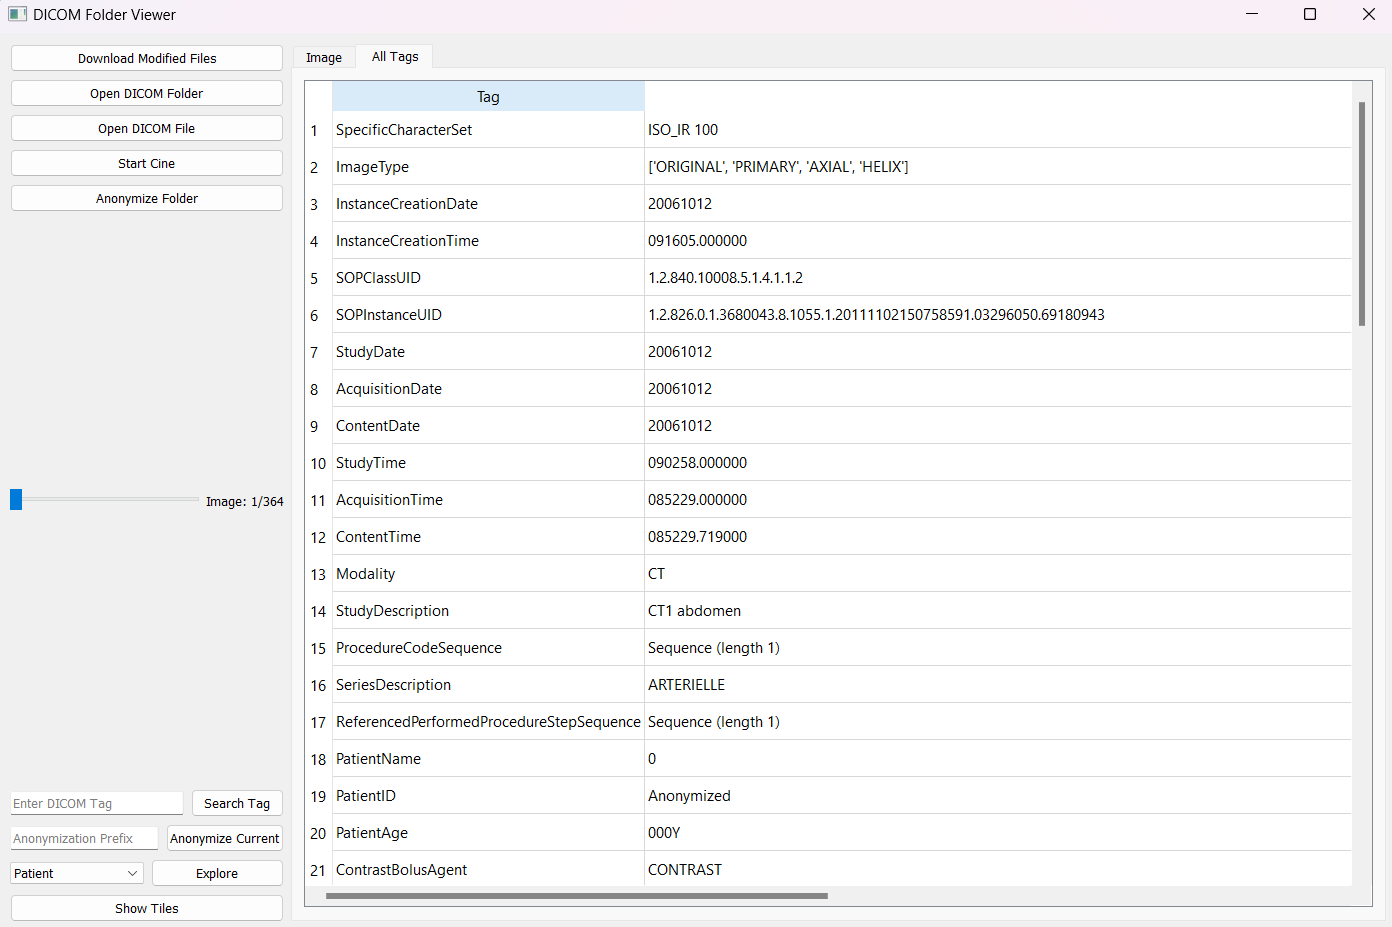 DICOM Folder Viewer
Download Modified Files
Open DICOM Folder
Open DICOM File
Start Cine
Anonymize Folder
Image: 1/364
Enter DICOM Tag
Search Tag
Anonymization Prefix
Anonymize Current
Patient
Explore
Show Tiles
Image
All Tags
Tag
1 SpecificCharacterSet ISO_IR 100
2 ImageType ['ORIGINAL', 'PRIMARY', 'AXIAL', 'HELIX']
3 InstanceCreationDate 20061012
4 InstanceCreationTime 091605.000000
5 SOPClassUID 1.2.840.10008.5.1.4.1.1.2
6 SOPInstanceUID 1.2.826.0.1.3680043.8.1055.1.20111102150758591.03296050.69180943
7 StudyDate 20061012
8 AcquisitionDate 20061012
9 ContentDate 20061012
10 StudyTime 090258.000000
11 AcquisitionTime 085229.000000
12 ContentTime 085229.719000
13 Modality CT
14 StudyDescription CT1 abdomen
15 ProcedureCodeSequence Sequence (length 1)
16 SeriesDescription ARTERIELLE
17 ReferencedPerformedProcedureStepSequence Sequence (length 1)
18 PatientName 0
19 PatientID Anonymized
20 PatientAge 000Y
21 ContrastBolusAgent CONTRAST